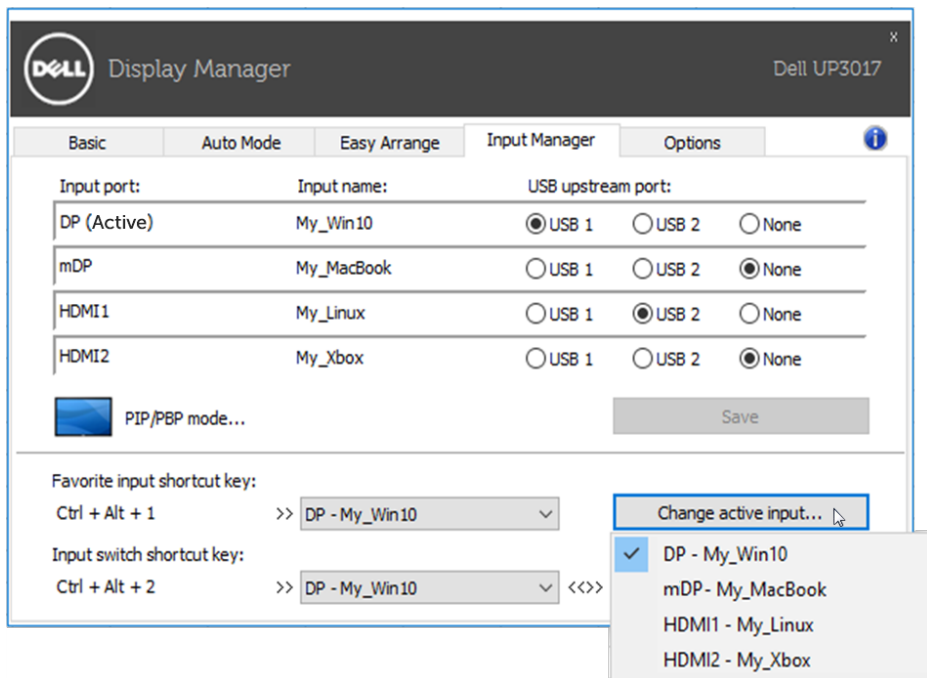 x
DELL Display Manager Dell UP3017
Basic Auto Mode Easy Arrange Input Manager Options i
Input port: Input name: USB upstream port:
DP (Active) My_Win10 USB 1 USB 2 None
mDP My_MacBook USB 1 USB 2 None
HDMI1 My_Linux USB 1 USB 2 None
HDMI2 My_Xbox USB 1 USB 2 None
PIP/PBP mode... Save
Favorite input shortcut key:
Ctrl + Alt + 1 >> DP - My_Win10 Change active input...
Input switch shortcut key:
Ctrl + Alt + 2 >> DP - My_Win10 <<>>
DP - My_Win10
mDP- My_MacBook
HDMI1 - My_Linux
HDMI2 - My_Xbox